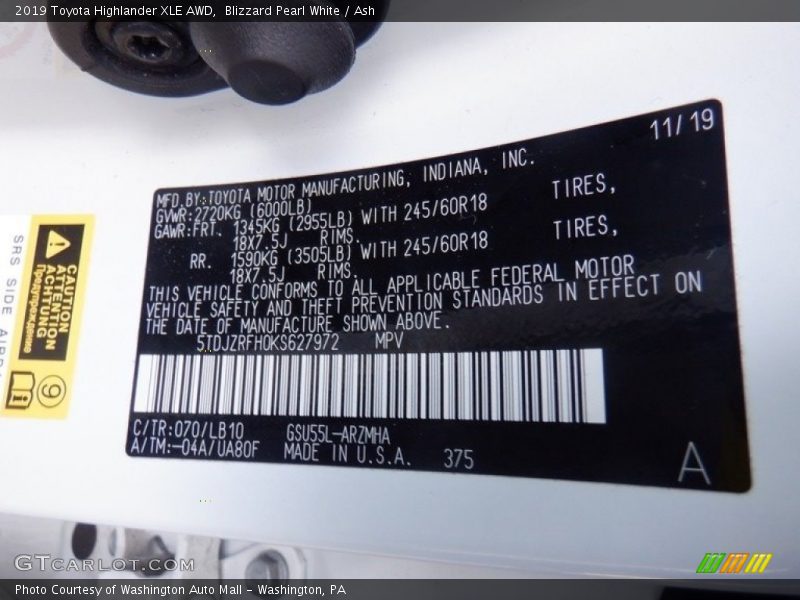 2019 Toyota Highlander XLE AWD,  Blizzard Pearl White / Ash
11/19
MFD.BY:TOYOTA MOTOR MANUFACTURING, INDIANA, INC.
GVWR:2720KG (6000LB)
GAWR:FRT. 1345KG (2955LB) WITH 245/60R18 TIRES,
18X7.5J RIMS.
RR. 1590KG (3505LB) WITH 245/60R18 TIRES,
18X7.5J RIMS.
THIS VEHICLE CONFORMS TO ALL APPLICABLE FEDERAL MOTOR
VEHICLE SAFETY AND THEFT PREVENTION STANDARDS IN EFFECT ON
THE DATE OF MANUFACTURE SHOWN ABOVE.
5TDJZRFH0KS627972 MPV
C/TR:070/LB10 GSU55L-ARZMHA
A/TM:-04A/UA80F MADE IN U.S.A. 375
A
SRS SIDE AIRBA
CAUTION
ATTENTION
ACHTUNG
Предупреждение
9
GTCARLOT.COM
Photo Courtesy of Washington Auto Mall - Washington, PA